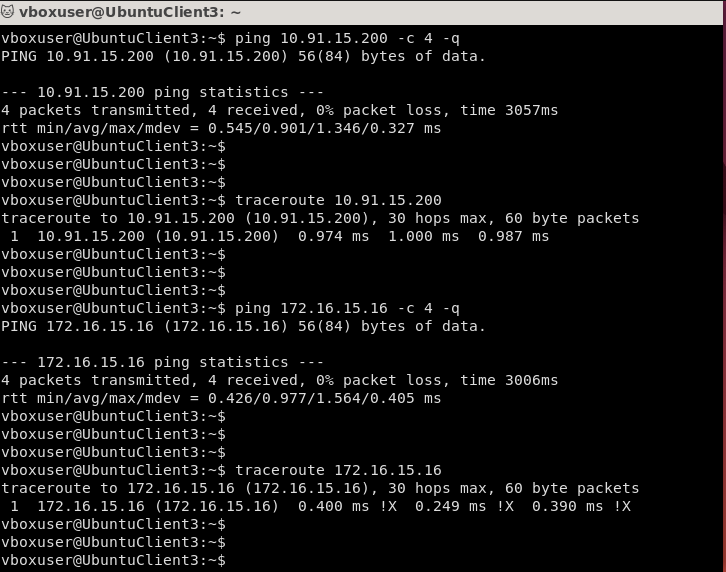 vboxuser@UbuntuClient3: ~
vboxuser@UbuntuClient3:~$ ping 10.91.15.200 -c 4 -q
PING 10.91.15.200 (10.91.15.200) 56(84) bytes of data.

--- 10.91.15.200 ping statistics ---
4 packets transmitted, 4 received, 0% packet loss, time 3057ms
rtt min/avg/max/mdev = 0.545/0.901/1.346/0.327 ms
vboxuser@UbuntuClient3:~$
vboxuser@UbuntuClient3:~$
vboxuser@UbuntuClient3:~$
vboxuser@UbuntuClient3:~$ traceroute 10.91.15.200
traceroute to 10.91.15.200 (10.91.15.200), 30 hops max, 60 byte packets
 1  10.91.15.200 (10.91.15.200)  0.974 ms  1.000 ms  0.987 ms
vboxuser@UbuntuClient3:~$
vboxuser@UbuntuClient3:~$
vboxuser@UbuntuClient3:~$
vboxuser@UbuntuClient3:~$ ping 172.16.15.16 -c 4 -q
PING 172.16.15.16 (172.16.15.16) 56(84) bytes of data.

--- 172.16.15.16 ping statistics ---
4 packets transmitted, 4 received, 0% packet loss, time 3006ms
rtt min/avg/max/mdev = 0.426/0.977/1.564/0.405 ms
vboxuser@UbuntuClient3:~$
vboxuser@UbuntuClient3:~$
vboxuser@UbuntuClient3:~$
vboxuser@UbuntuClient3:~$ traceroute 172.16.15.16
traceroute to 172.16.15.16 (172.16.15.16), 30 hops max, 60 byte packets
 1  172.16.15.16 (172.16.15.16)  0.400 ms !X  0.249 ms !X  0.390 ms !X
vboxuser@UbuntuClient3:~$
vboxuser@UbuntuClient3:~$
vboxuser@UbuntuClient3:~$